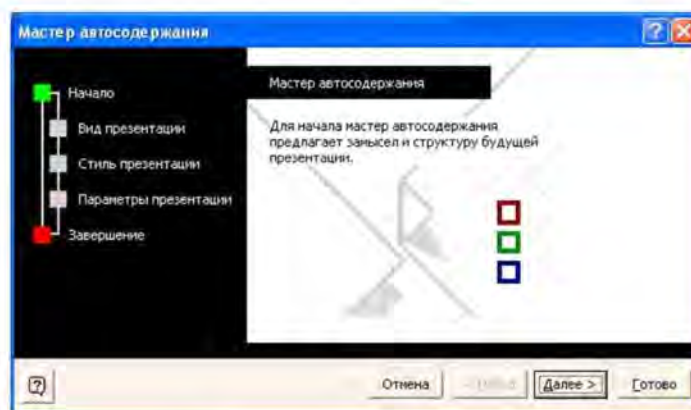 Мастер автосодержания
Начало
Вид презентации
Стиль презентации
Параметры презентации
Завершение
Мастер автосодержания
Для начала мастер автосодержания
предлагает замысел и структуру будущей
презентации.
Отмена
Далее >
Готово